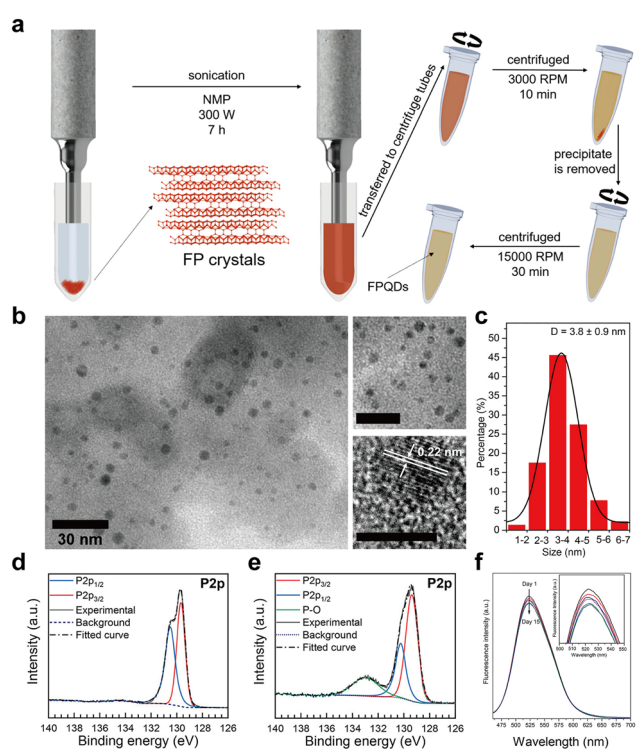 a
sonication
NMP
300 W
7 h
FP crystals
transferred to centrifuge tubes
centrifuged
3000 RPM
10 min
precipitate
is removed
centrifuged
15000 RPM
30 min
FPQDs
b
30 nm
0.22 nm
c
D = 3.8 ± 0.9 nm
Percentage (%)
50
45
40
35
30
25
20
15
10
5
0
1-2 2-3 3-4 4-5 5-6 6-7
Size (nm)
d
P2p
P2p1/2
P2p3/2
Experimental
Background
Fitted curve
Intensity (a.u.)
140 138 136 134 132 130 128 126
Binding energy (eV)
e
P2p
P2p3/2
P2p1/2
P-O
Experimental
Background
Fitted curve
Intensity (a.u.)
140 138 136 134 132 130 128 126
Binding energy (eV)
f
Day 1
Day 15
Fluorescence intensity (a.u.)
Fluorescence Intensity (a.u.)
500 510 520 530 540 550
Wavelength (nm)
475 500 525 550 575 600 625 650 675 700
Wavelength (nm)